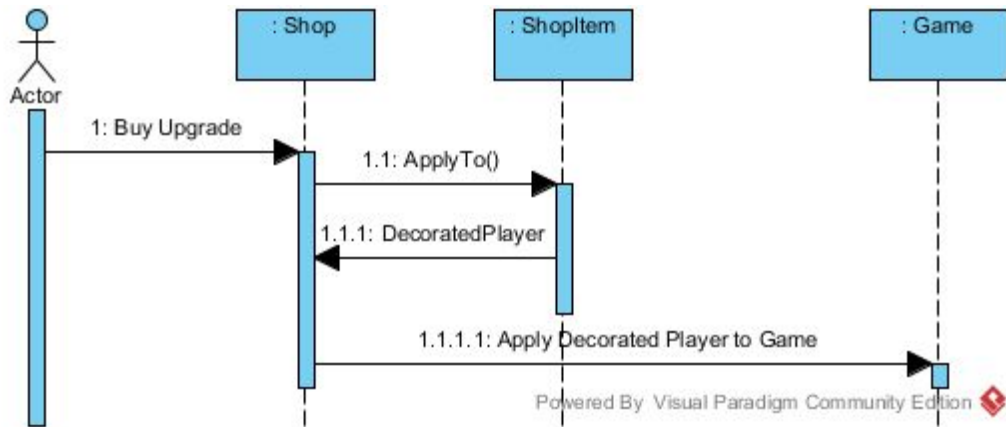 : Shop
: ShopItem
: Game
Actor
1: Buy Upgrade
1.1: ApplyTo()
1.1.1: DecoratedPlayer
1.1.1.1: Apply Decorated Player to Game
Powered By Visual Paradigm Community Edition